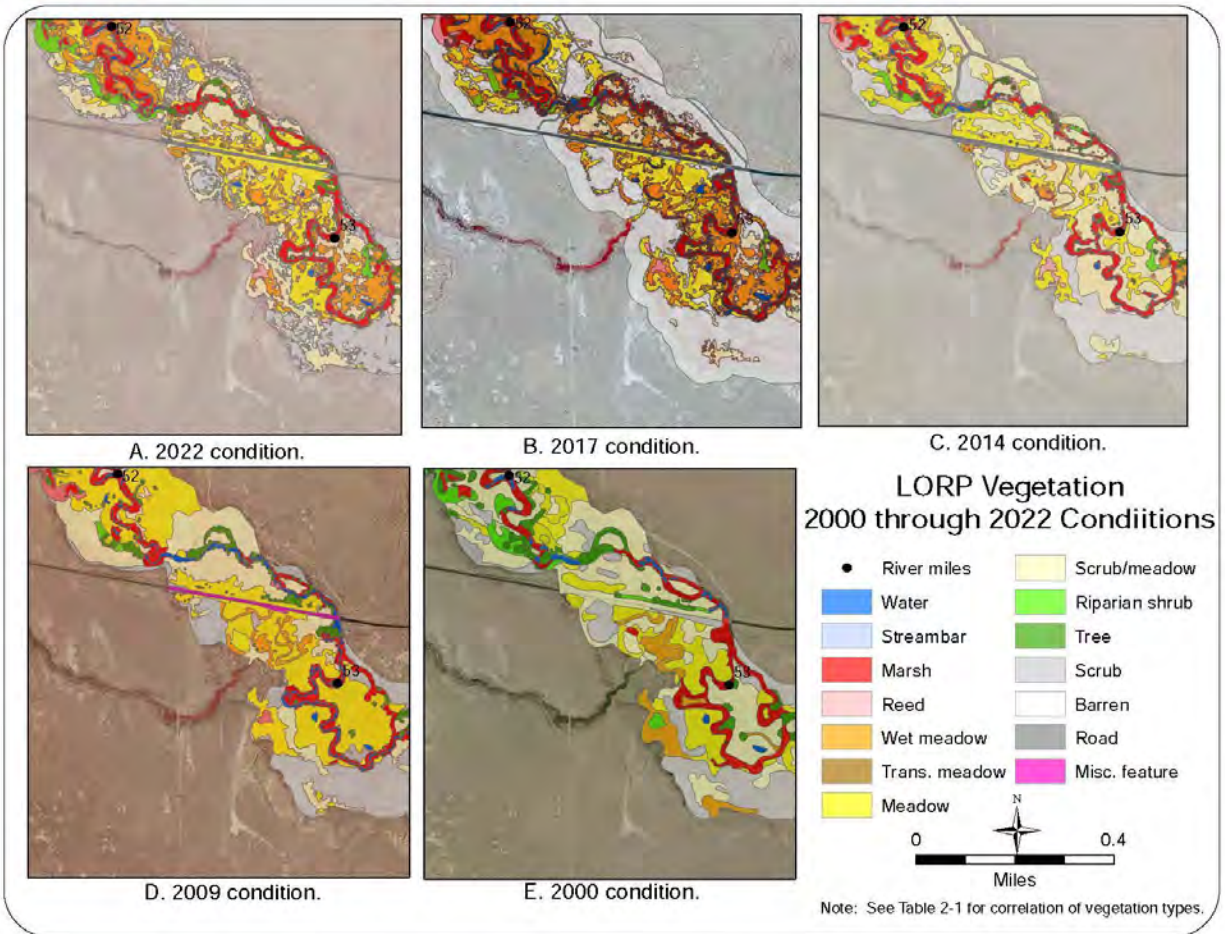 52
53
A. 2022 condition.
52
53
B. 2017 condition.
52
53
C. 2014 condition.
52
53
D. 2009 condition.
52
53
E. 2000 condition.
LORP Vegetation
2000 through 2022 Condiitions
River miles
Water
Streambar
Marsh
Reed
Wet meadow
Trans. meadow
Meadow
Scrub/meadow
Riparian shrub
Tree
Scrub
Barren
Road
Misc. feature
N
0 0.4
Miles
Note: See Table 2-1 for correlation of vegetation types.